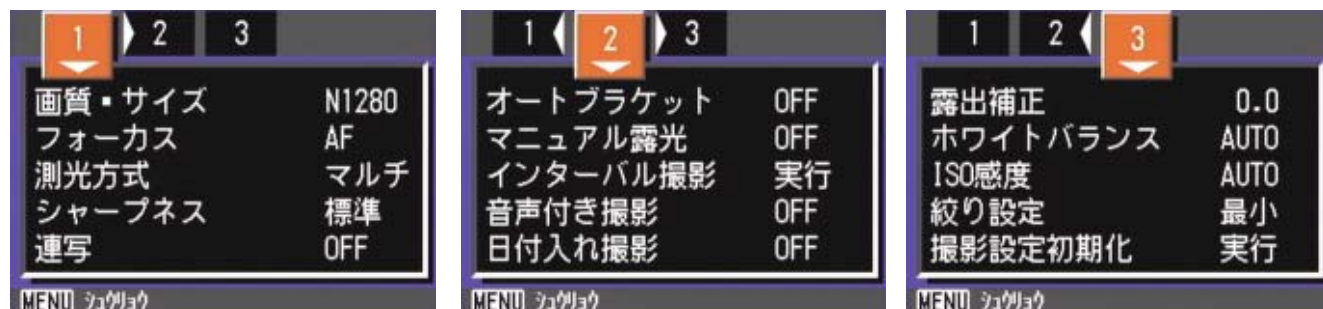 1 2 3
画質・サイズ N1280
フォーカス AF
測光方式 マルチ
シャープネス 標準
連写 OFF
MENU シュウリョウ
1 2 3
オートブラケット OFF
マニュアル露光 OFF
インターバル撮影 実行
音声付き撮影 OFF
日付入れ撮影 OFF
MENU シュウリョウ
1 2 3
露出補正 0.0
ホワイトバランス AUTO
ISO感度 AUTO
絞り設定 最小
撮影設定初期化 実行
MENU シュウリョウ